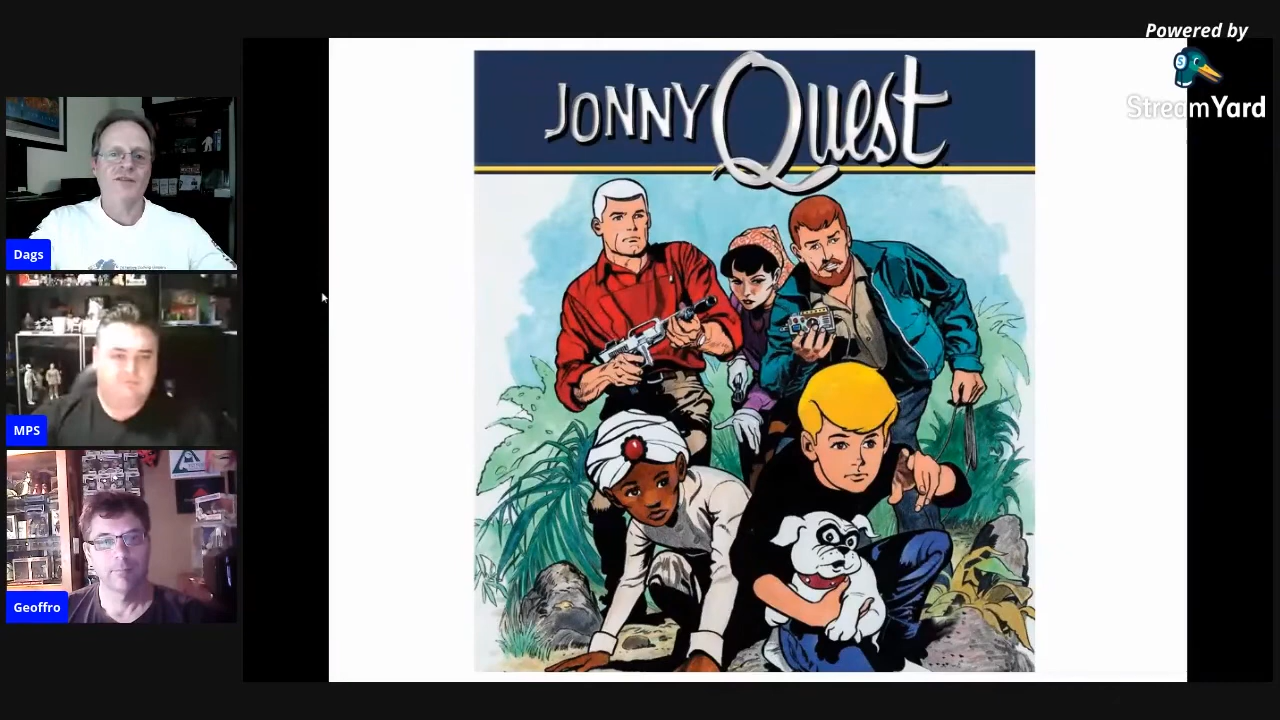 Powered by
StreamYard
JONNY Quest
Dags
MPS
Geoffro